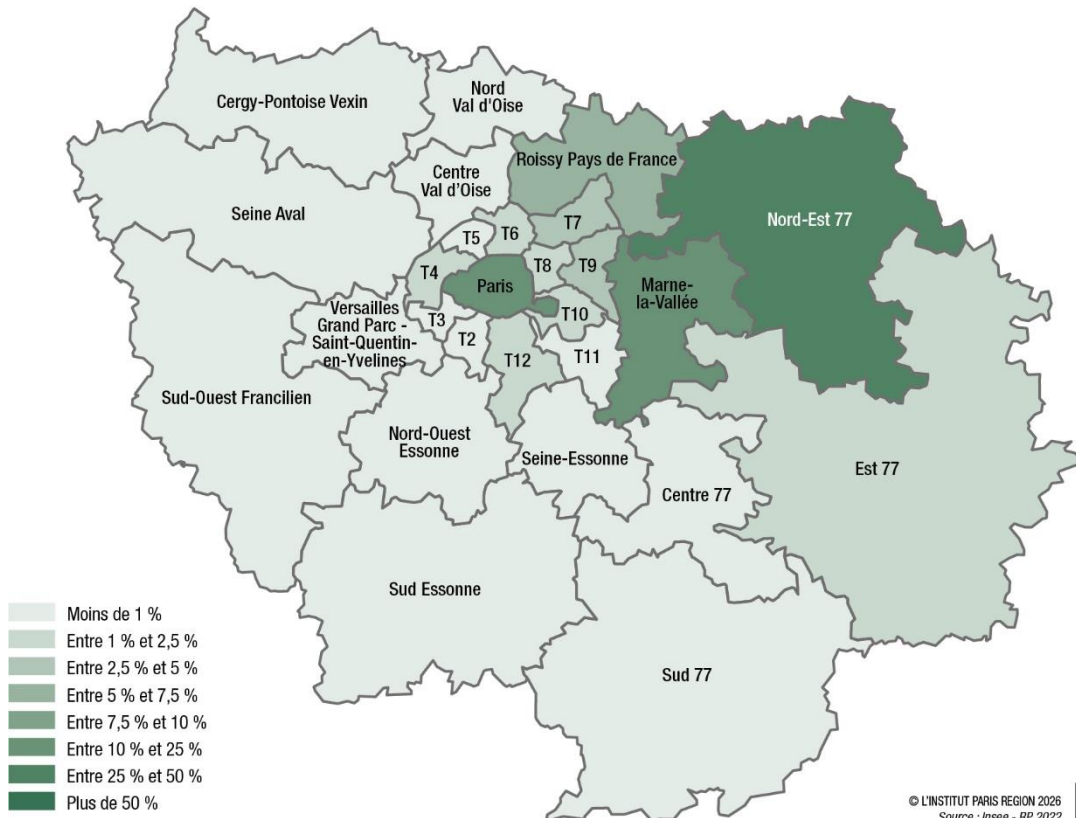 Cergy-Pontoise Vexin
Nord
Val d'Oise
Roissy Pays de France
Centre
Val d'Oise
Seine Aval
Nord-Est 77
T5
T6
T7
T4
T8
T9
Paris
Marne-
la-Vallée
Versailles
Grand Parc -
Saint-Quentin-
en-Yvelines
T3
T2
T10
T12
T11
Sud-Ouest Francilien
Nord-Ouest
Essonne
Seine-Essonne
Est 77
Centre 77
Sud Essonne
Sud 77
Moins de 1 %
Entre 1 % et 2,5 %
Entre 2,5 % et 5 %
Entre 5 % et 7,5 %
Entre 7,5 % et 10 %
Entre 10 % et 25 %
Entre 25 % et 50 %
Plus de 50 %
© L'INSTITUT PARIS REGION 2026
Source : Insee - RP 2022